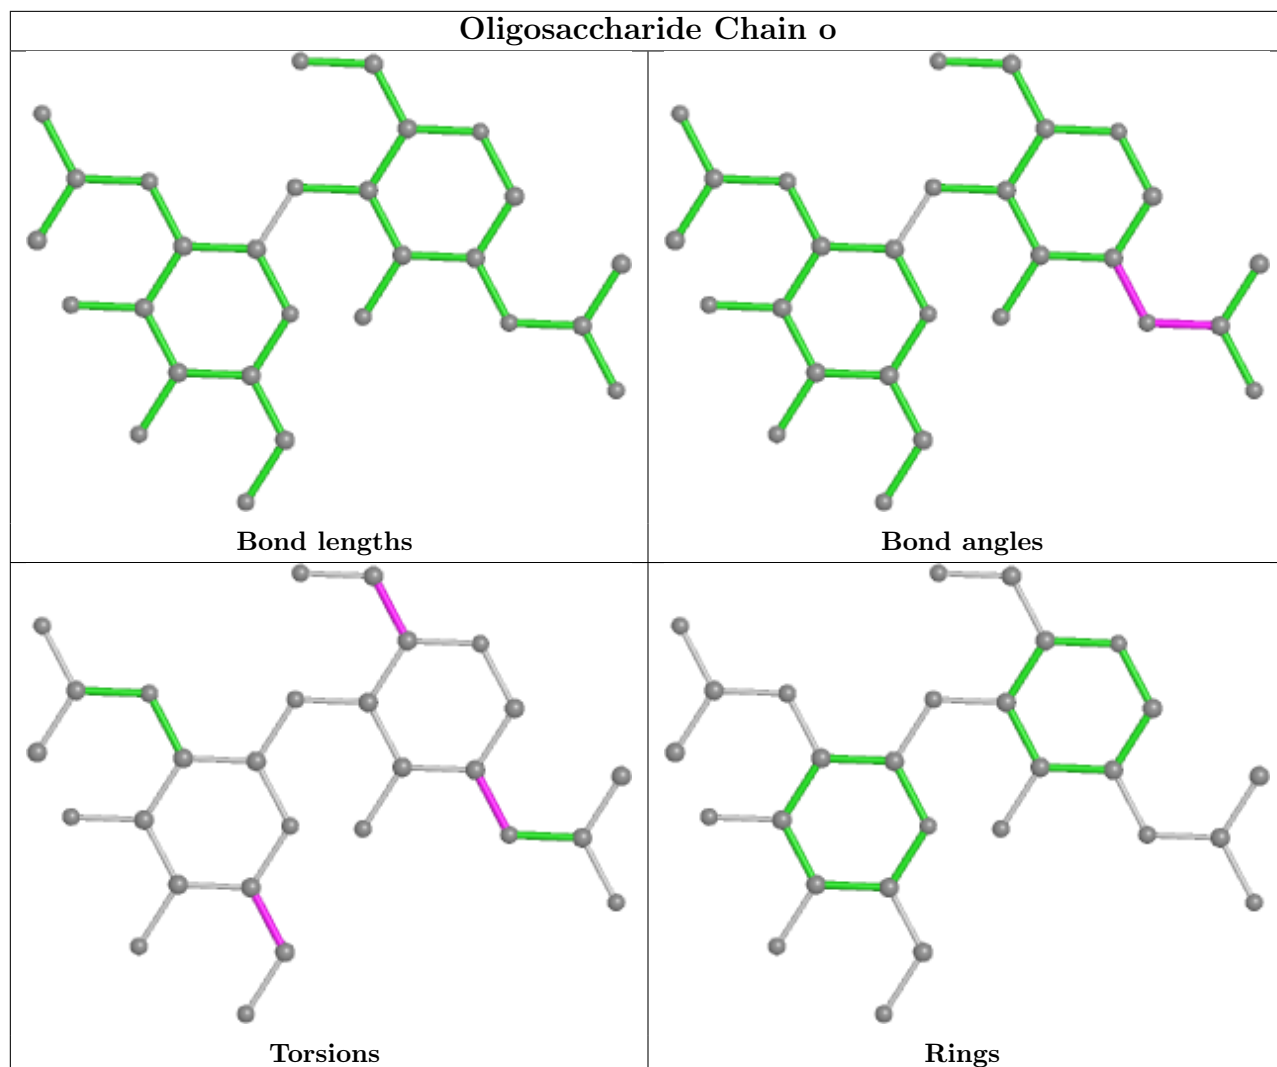 Oligosaccharide Chain o
Bond lengths
Bond angles
Torsions
Rings